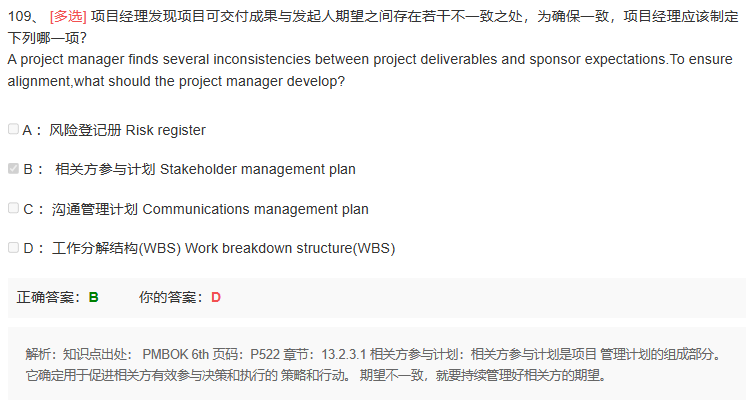 109、 [多选] 项目经理发现项目可交付成果与发起人期望之间存在若干不一致之处，为确保一致，项目经理应该制定
下列哪一项?
A project manager finds several inconsistencies between project deliverables and sponsor expectations.To ensure
alignment,what should the project manager develop?
A： 风险登记册 Risk register
B： 相关方参与计划 Stakeholder management plan
C： 沟通管理计划 Communications management plan
D： 工作分解结构(WBS) Work breakdown structure(WBS)
正确答案：B 你的答案：D
解析：知识点出处： PMBOK 6th 页码：P522 章节：13.2.3.1 相关方参与计划：相关方参与计划是项目 管理计划的组成部分。
它确定用于促进相关方有效参与决策和执行的 策略和行动。 期望不一致，就要持续管理好相关方的期望。